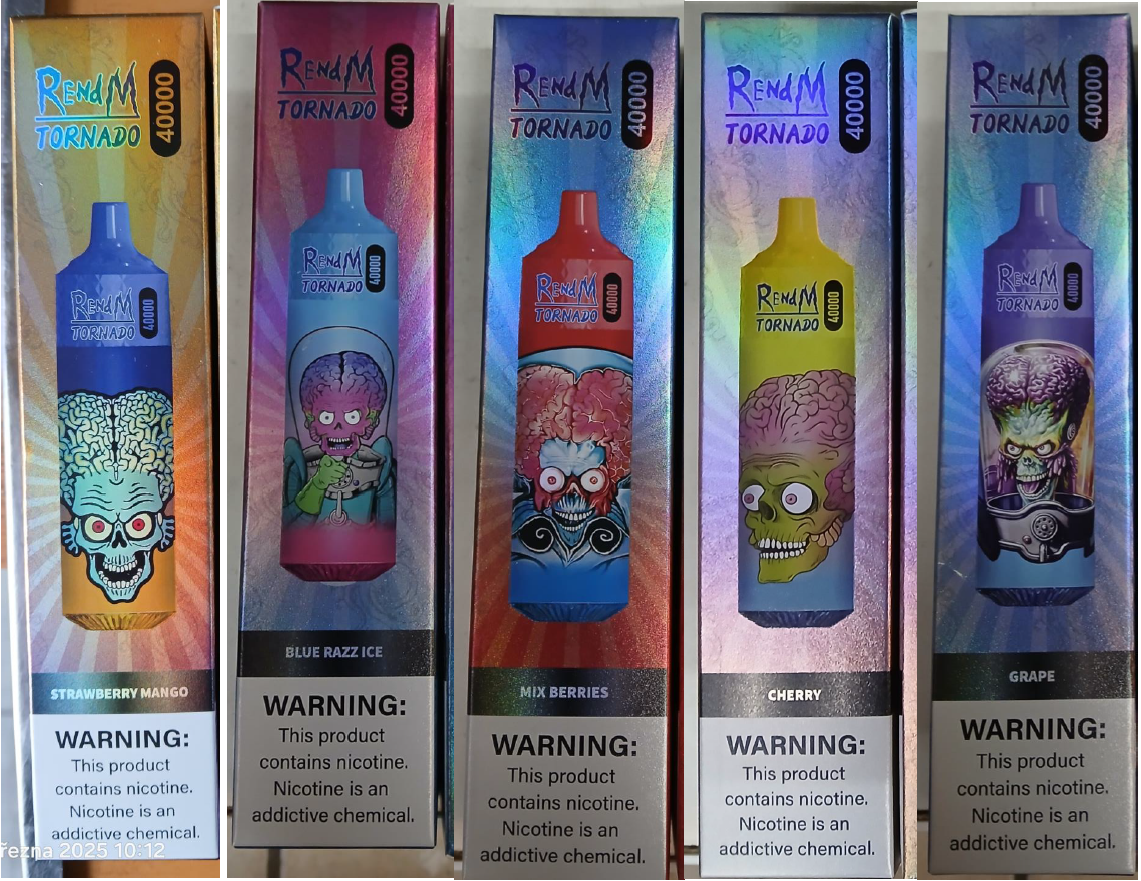 RENdM
TORNADO
40000
RENdM
TORNADO
40000
STRAWBERRY MANGO
WARNING:
This product
contains nicotine.
Nicotine is an
addictive chemical.
2025 10:12
RENdM
TORNADO
40000
RENdM
TORNADO
40000
BLUE RAZZ ICE
WARNING:
This product
contains nicotine.
Nicotine is an
addictive chemical.
RENdM
TORNADO
40000
RENdM
TORNADO
40000
MIX BERRIES
WARNING:
This product
contains nicotine.
Nicotine is an
addictive chemical.
RENdM
TORNADO
40000
RENdM
TORNADO
40000
CHERRY
WARNING:
This product
contains nicotine.
Nicotine is an
addictive chemical.
RENdM
TORNADO
40000
RENdM
TORNADO
40000
GRAPE
WARNING:
This product
contains nicotine.
Nicotine is an
addictive chemical.